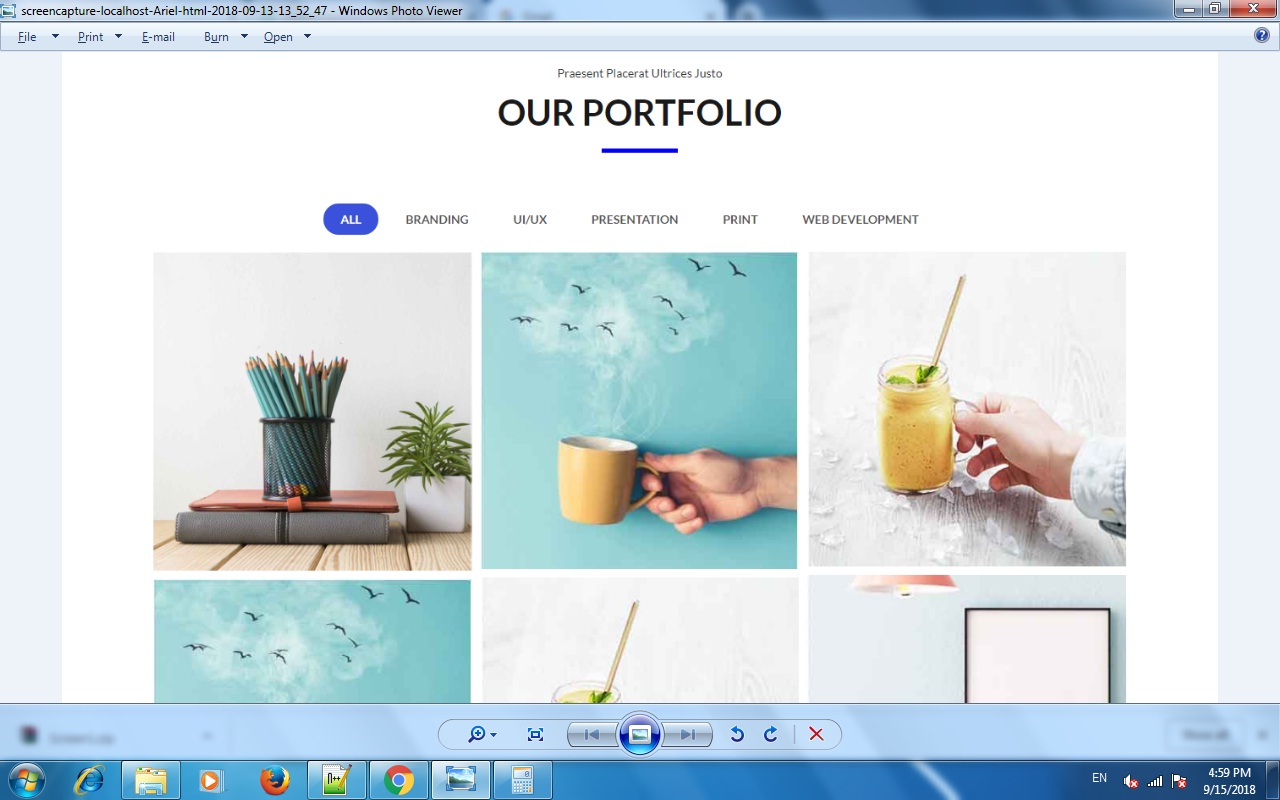 screencapture-localhost-Ariel-html-2018-09-13-13_52_47 - Windows Photo Viewer
File Print E-mail Burn Open
Praesent Placerat Ultrices Justo
OUR PORTFOLIO
ALL BRANDING UI/UX PRESENTATION PRINT WEB DEVELOPMENT
EN
4:59 PM
9/15/2018